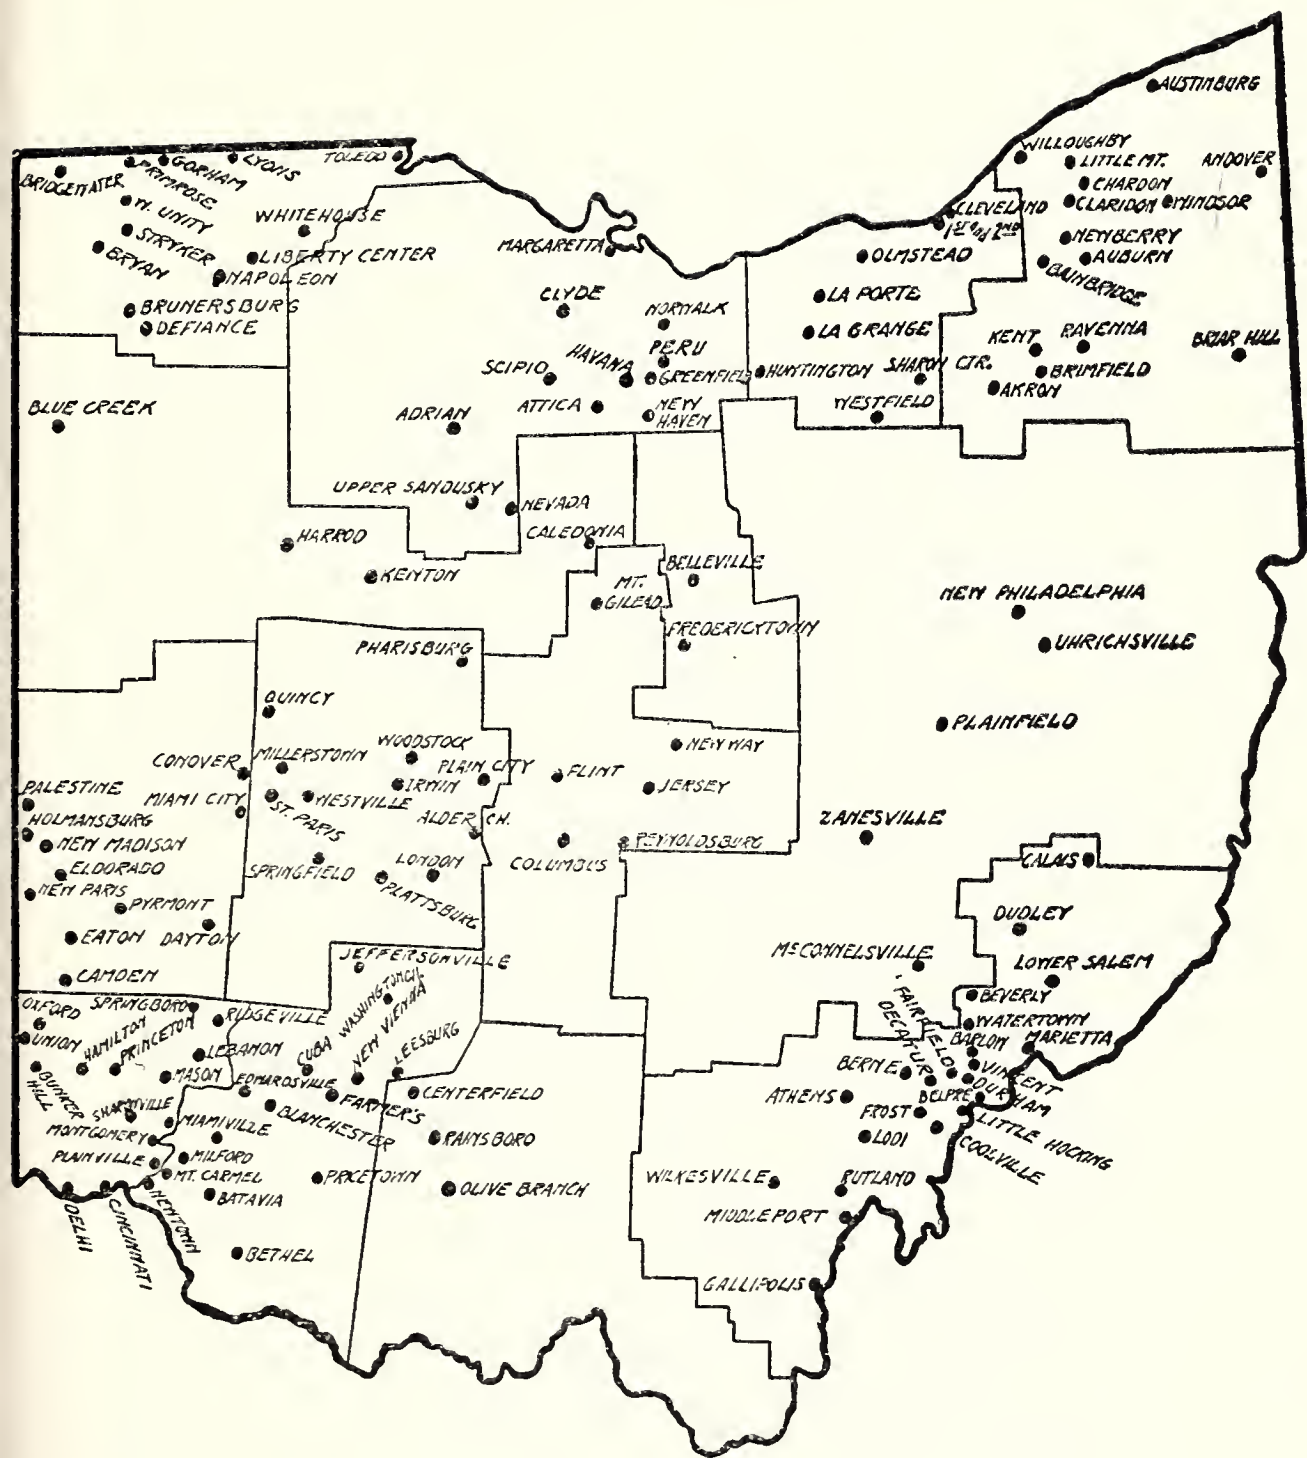 AUSTINBURG
WILLOUGHBY
LITTLE MT.
ANDOVER
CHARDON
CLARIDON
WINDSOR
CLEVELAND
1ST and 2ND
NEWBERRY
AUBURN
BAINBRIDGE
OLMSTEAD
LA PORTE
LA GRANGE
KENT
RAVENNA
BRIAR HILL
HUNTINGTON
SHARON CTR.
BRIMFIELD
AKRON
WESTFIELD
TOLEDO
LYONS
GORHAM
PRIMROSE
BRIDGEWATER
N. UNITY
WHITEHOUSE
STRYKER
BRYAN
LIBERTY CENTER
NAPOLEON
BRUNERSBURG
DEFIANCE
MARGARETTA
CLYDE
NORWALK
PERU
HAVANA
SCIPIO
GREENFIELD
ATTICA
NEW
HAVEN
ADRIAN
BLUE CREEK
UPPER SANDUSKY
NEVADA
CALEDONIA
HARROD
KENTON
MT.
GILEAD
BELLEVILLE
FREDERICYTOWN
NEW PHILADELPHIA
UHRICHSVILLE
PLAINFIELD
ZANESVILLE
PHARISBURG
QUINCY
WOODSTOCK
CONOVER
MILLERSTOWN
PLAIN CITY
FLINT
NEWWAY
PALESTINE
MIAMI CITY
ST. PARIS
WESTVILLE
IRWIN
JERSEY
HOLMANSBURG
ALDER CH.
NEW MADISON
COLUMBUS
REYNOLDSBURG
ELDORADO
SPRINGFIELD
LONDON
PLATTSBURG
NEW PARIS
PYRMONT
EATON
DAYTON
CAMDEN
CALAIS
DUDLEY
McCONNELSVILLE
LOWER SALEM
BEVERLY
WATERTOWN
MARIETTA
BARLOW
FAIRFIELD
DECATUR
VINCENT
DURHAM
BERNE
BELPRE
ATHENS
FROST
LITTLE HOCKING
LODI
COOLVILLE
WILKESVILLE
RUTLAND
MIDDLEPORT
GALLIPOLIS
JEFFERSONVILLE
WASHINGTON C.H.
OXFORD
SPRINGBORO
RIDGEVILLE
UNION
HAMILTON
PRINCETON
LEBANON
CUBA
NEW VIENNA
LEESBURG
BUNKER
HILL
MASON
EDWARDSVILLE
FARMER'S
CENTERFIELD
SHARONVILLE
BLANCHESTER
MONTGOMERY
MIAMIVILLE
RAINSBORO
PLAINVILLE
MILFORD
MT. CARMEL
PRICETOWN
OLIVE BRANCH
BATAVIA
DELHI
CINCINNATI
NEWTOWN
BETHEL